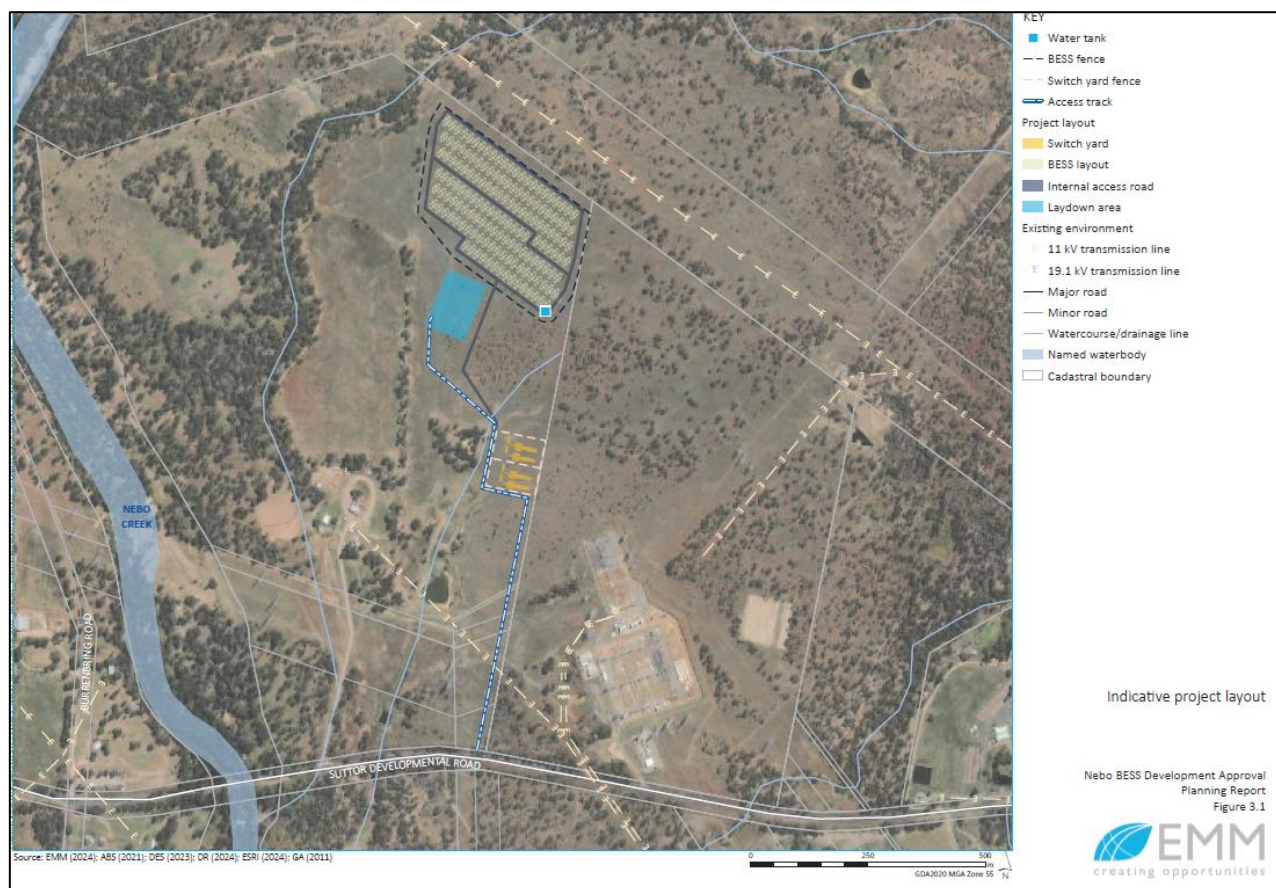 KEY
Water tank
BESS fence
Switch yard fence
Access track
Project layout
Switch yard
BESS layout
Internal access road
Laydown area
Existing environment
E 11 kV transmission line
E 19.1 kV transmission line
Major road
Minor road
Watercourse/drainage line
Named waterbody
Cadastral boundary
NEBO
CREEK
BURRENBRING ROAD
SUTTOR DEVELOPMENTAL ROAD
Indicative project layout
Nebo BESS Development Approval
Planning Report
Figure 3.1
EMM
creating opportunities
Source: EMM (2024); ABS (2021); DES (2023); DR (2024); ESRI (2024); GA (2011)
0 250 500
m
GDA2020 MGA Zone 55
N